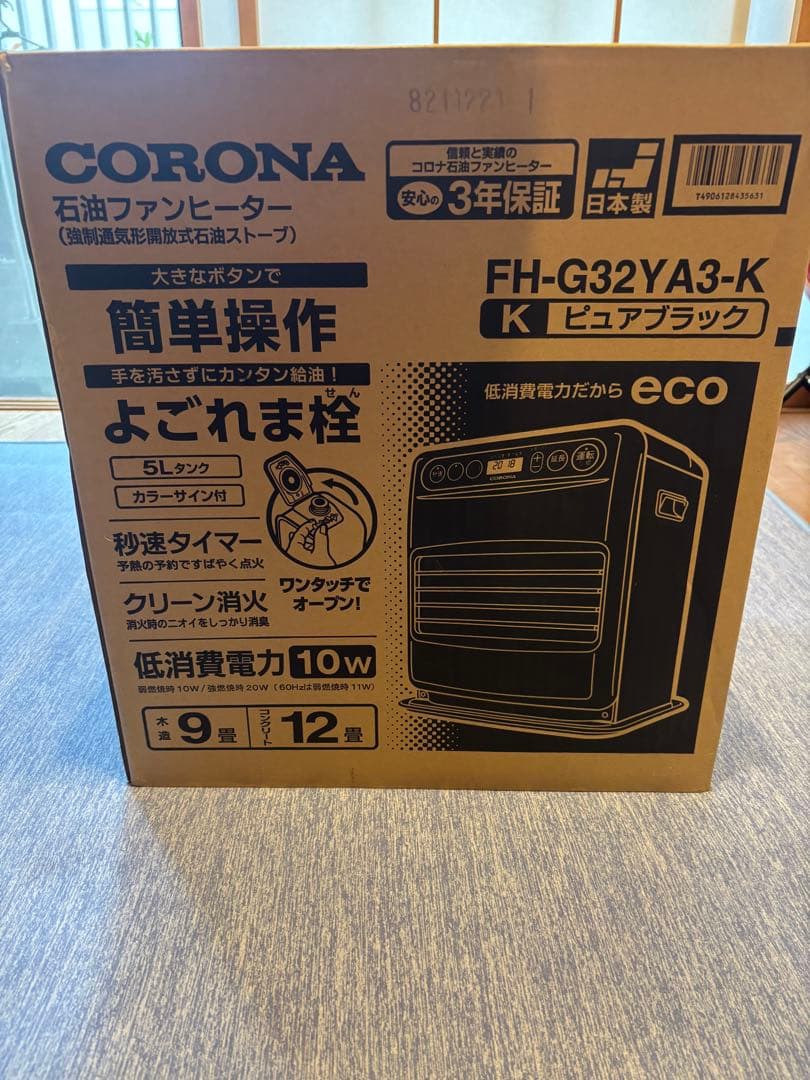 8211221 1
CORONA
石油ファンヒーター
(強制通気形開放式石油ストーブ)
信頼と実績の
コロナ石油ファンヒーター
安心の 3年保証
日本製
T4906128435631
大きなボタンで
簡単操作
手を汚さずにカンタン給油!
よごれま栓
せん
5Lタンク
カラーサイン付
ワンタッチで
オープン!
秒速タイマー
予熱の予約ですばやく点火
クリーン消火
消火時のニオイをしっかり消臭
低消費電力 10W
弱燃焼時10W/強燃焼時20W (60Hzは弱燃焼時11W)
木造 9畳 コンクリート 12畳
FH-G32YA3-K
K ピュアブラック
低消費電力だから eco
20 18
延長
運転
CORONA